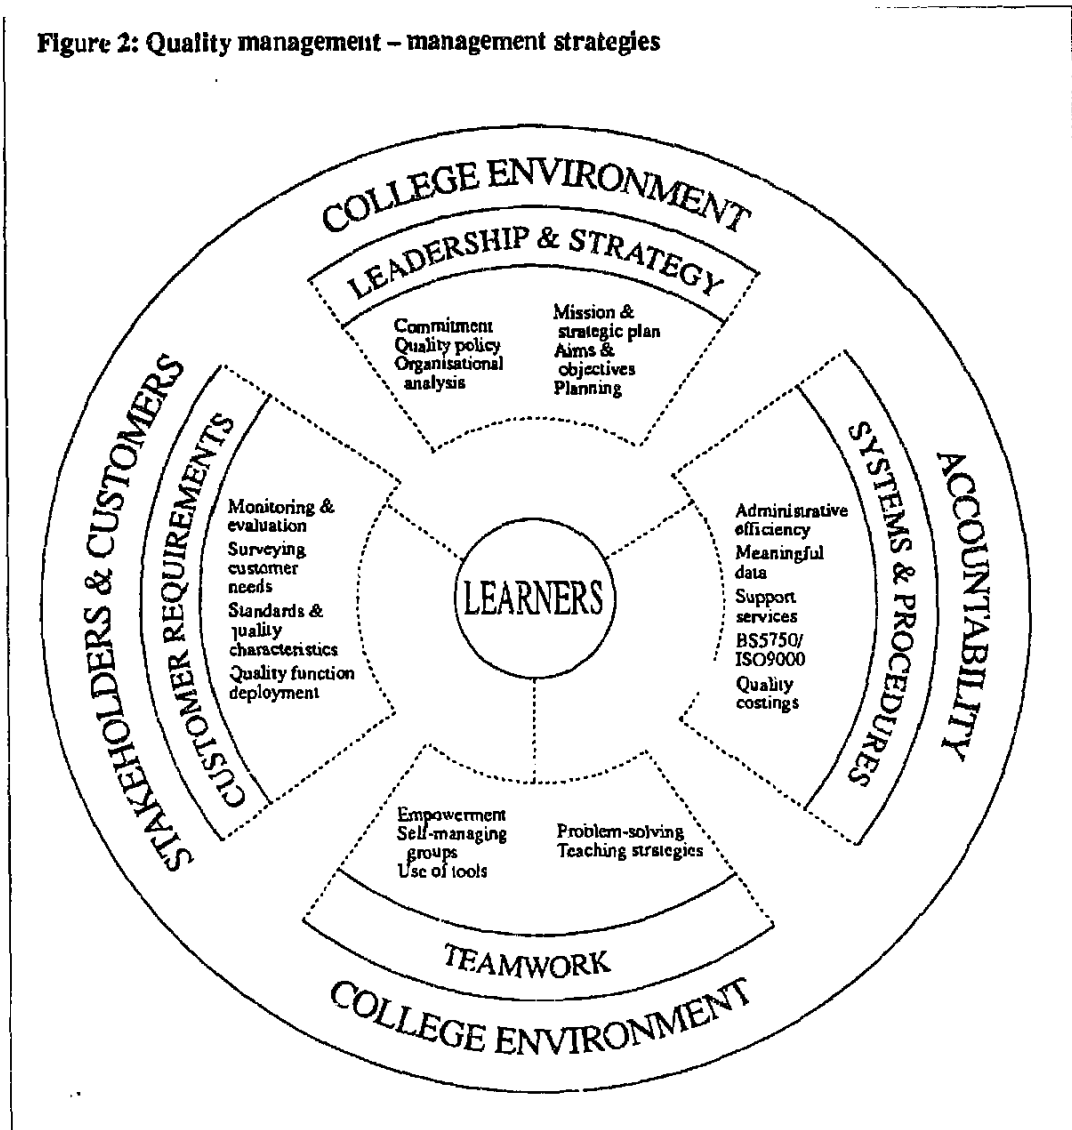 Figure 2: Quality management – management strategies
COLLEGE ENVIRONMENT
LEADERSHIP & STRATEGY
Commitment
Quality policy
Organisational
analysis
Mission &
strategic plan
Aims &
objectives
Planning
STAKEHOLDERS & CUSTOMERS
CUSTOMER REQUIREMENTS
Monitoring &
evaluation
Surveying
customer
needs
Standards &
quality
characteristics
Quality function
deployment
LEARNERS
Administrative
efficiency
Meaningful
data
Support
services
BS5750/
ISO9000
Quality
costings
SYSTEMS & PROCEDURES
ACCOUNTABILITY
Empowerment
Self-managing
groups
Use of tools
Problem-solving
Teaching strategies
TEAMWORK
COLLEGE ENVIRONMENT